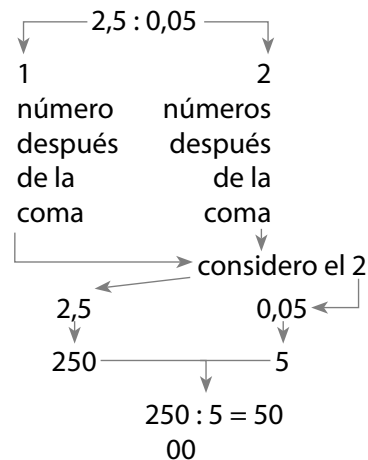 2,5 : 0,05
1
número
después
de la
coma
2
números
después
de la
coma
considero el 2
2,5
0,05
250
5
250 : 5 = 50
00